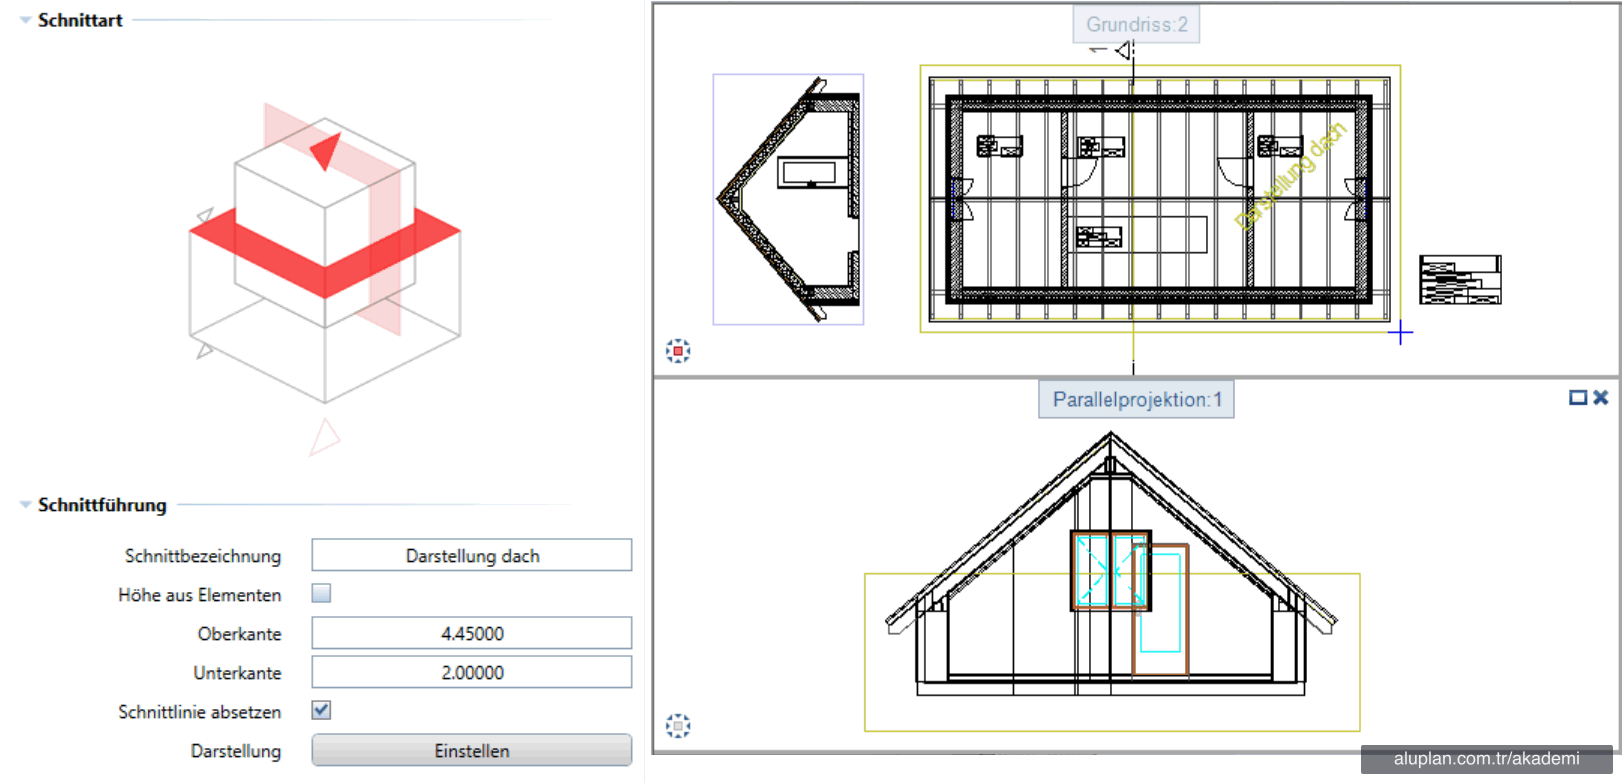 Schnittart
Schnittführung
Schnittbezeichnung Darstellung dach
Höhe aus Elementen
Oberkante 4.45000
Unterkante 2.00000
Schnittlinie absetzen
Darstellung Einstellen
Grundriss:2
1
Darstellung dach
Parallelprojektion:1
aluplan.com.tr/akademi